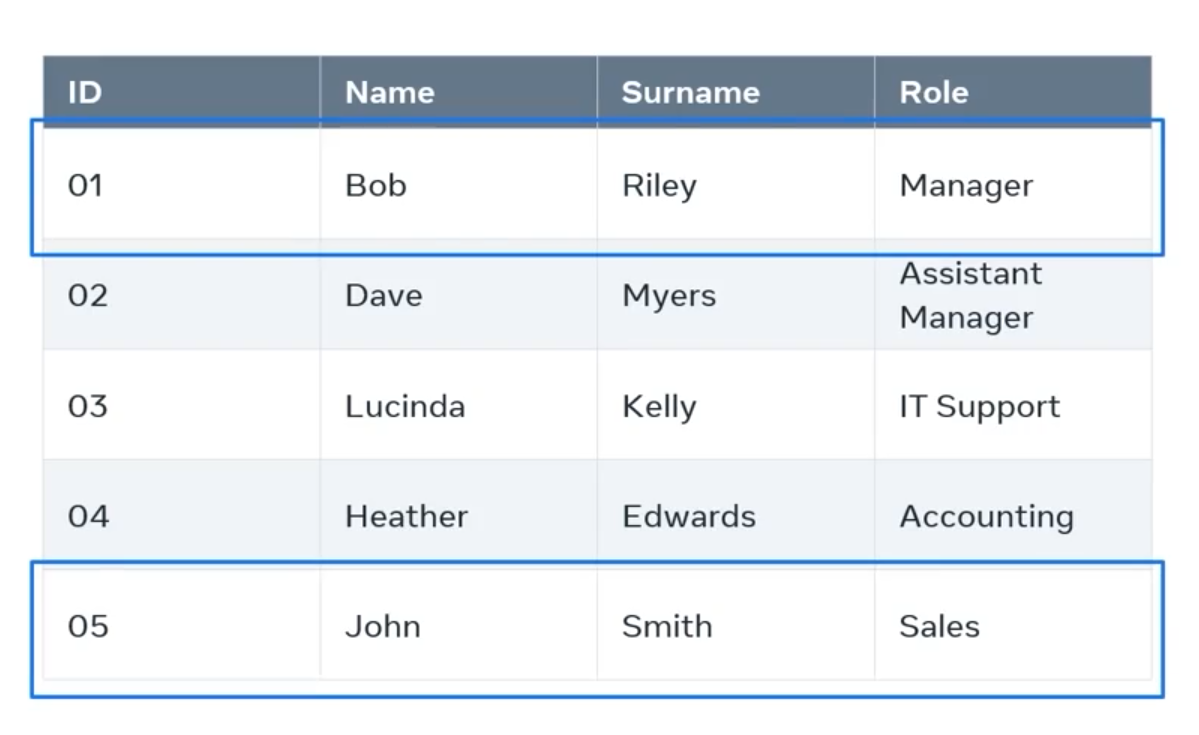 ID Name Surname Role
01 Bob Riley Manager
02 Dave Myers Assistant Manager
03 Lucinda Kelly IT Support
04 Heather Edwards Accounting
05 John Smith Sales